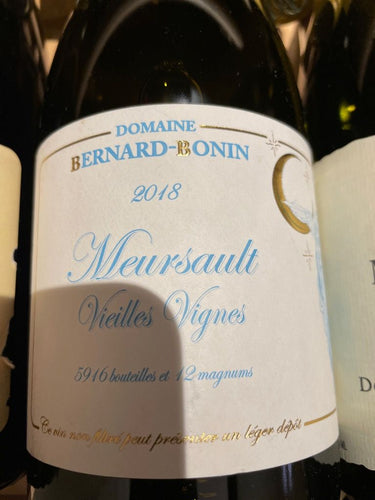 DOMAINE
BERNARD-BONIN
2018
Meursault
Vieilles Vignes
5916 bouteilles et 12 magnums
Ce vin non filtré peut présenter un léger dépôt